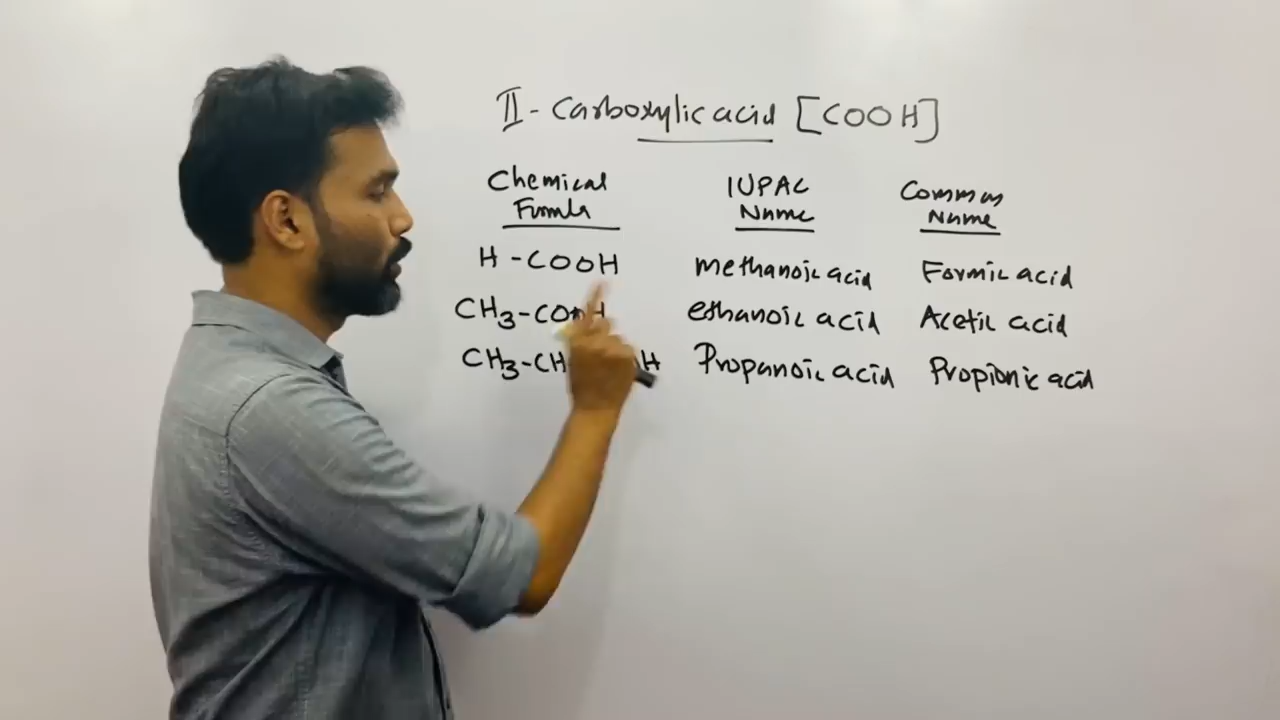 II - Carboxylic acid [COOH]
Chemical Formula IUPAC Name Common Name
H - COOH methanoic acid Formic acid
CH3-COOH ethanoic acid Acetic acid
CH3-CH H Propanoic acid Propionic acid